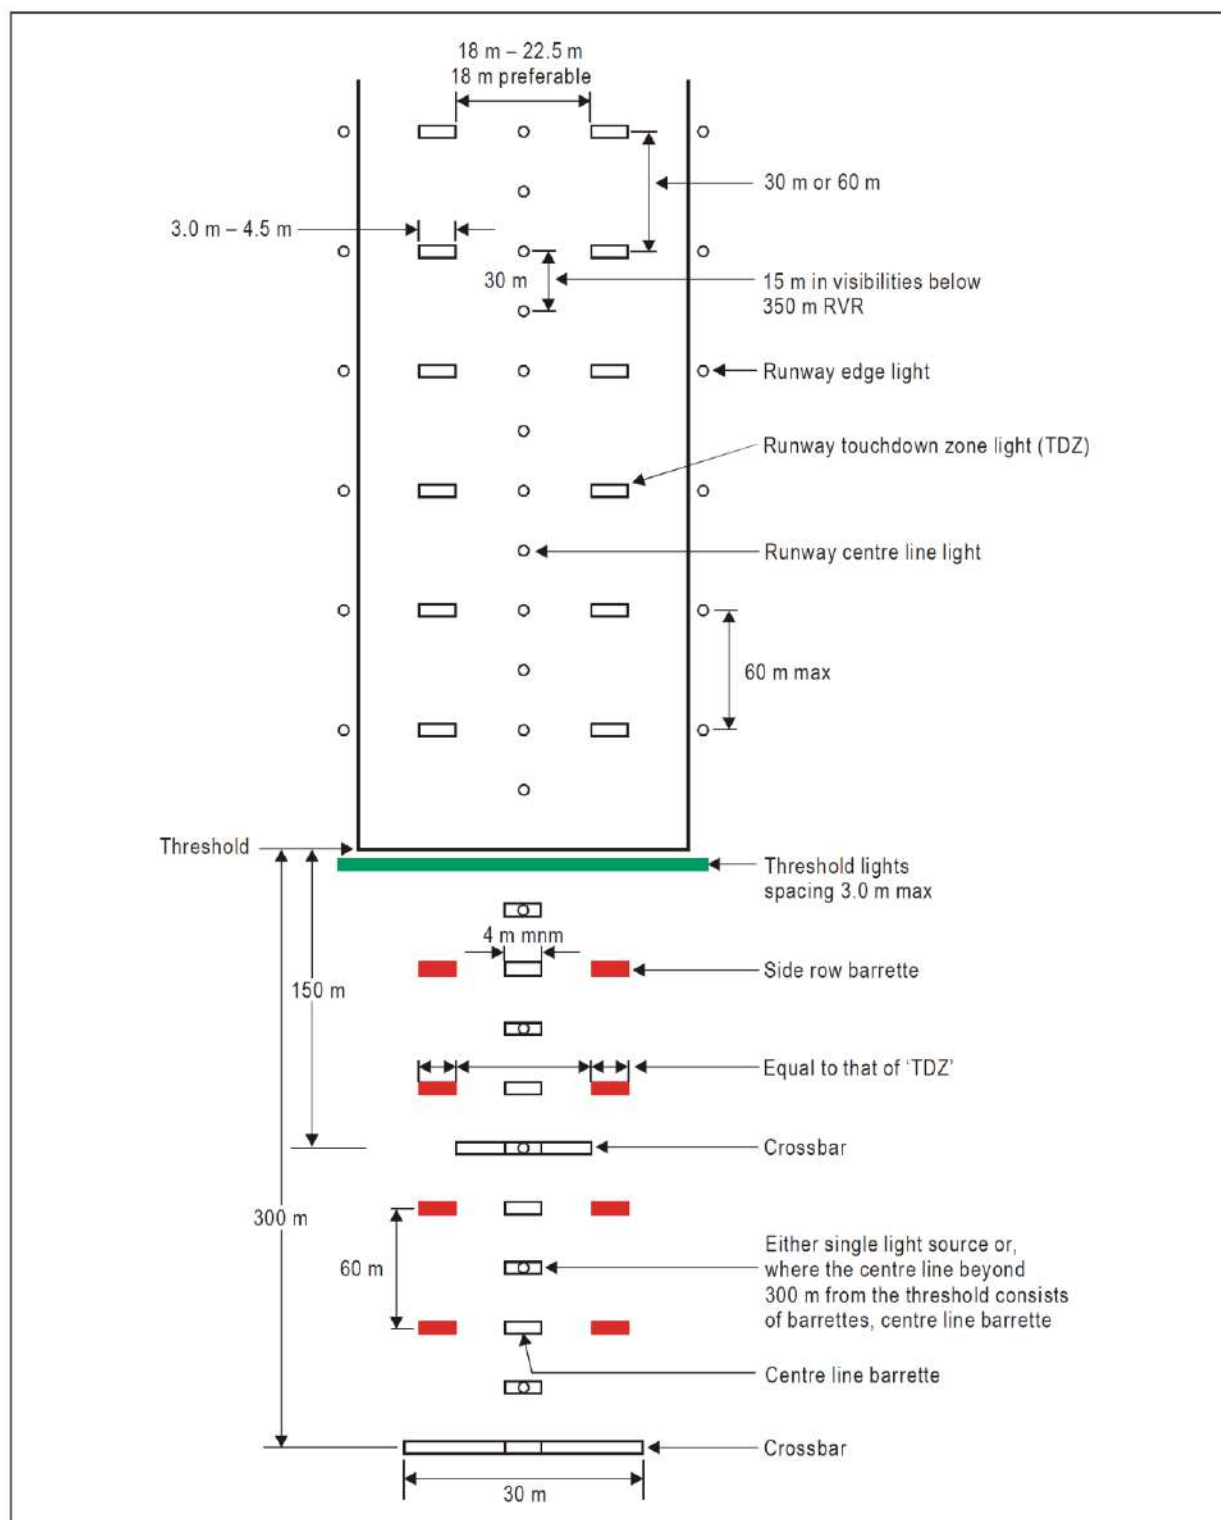 18 m – 22.5 m
18 m preferable
30 m or 60 m
3.0 m – 4.5 m
30 m
15 m in visibilities below
350 m RVR
Runway edge light
Runway touchdown zone light (TDZ)
Runway centre line light
60 m max
Threshold
Threshold lights
spacing 3.0 m max
4 m mnm
Side row barrette
150 m
Equal to that of ‘TDZ’
Crossbar
300 m
60 m
Either single light source or,
where the centre line beyond
300 m from the threshold consists
of barrettes, centre line barrette
Centre line barrette
Crossbar
30 m